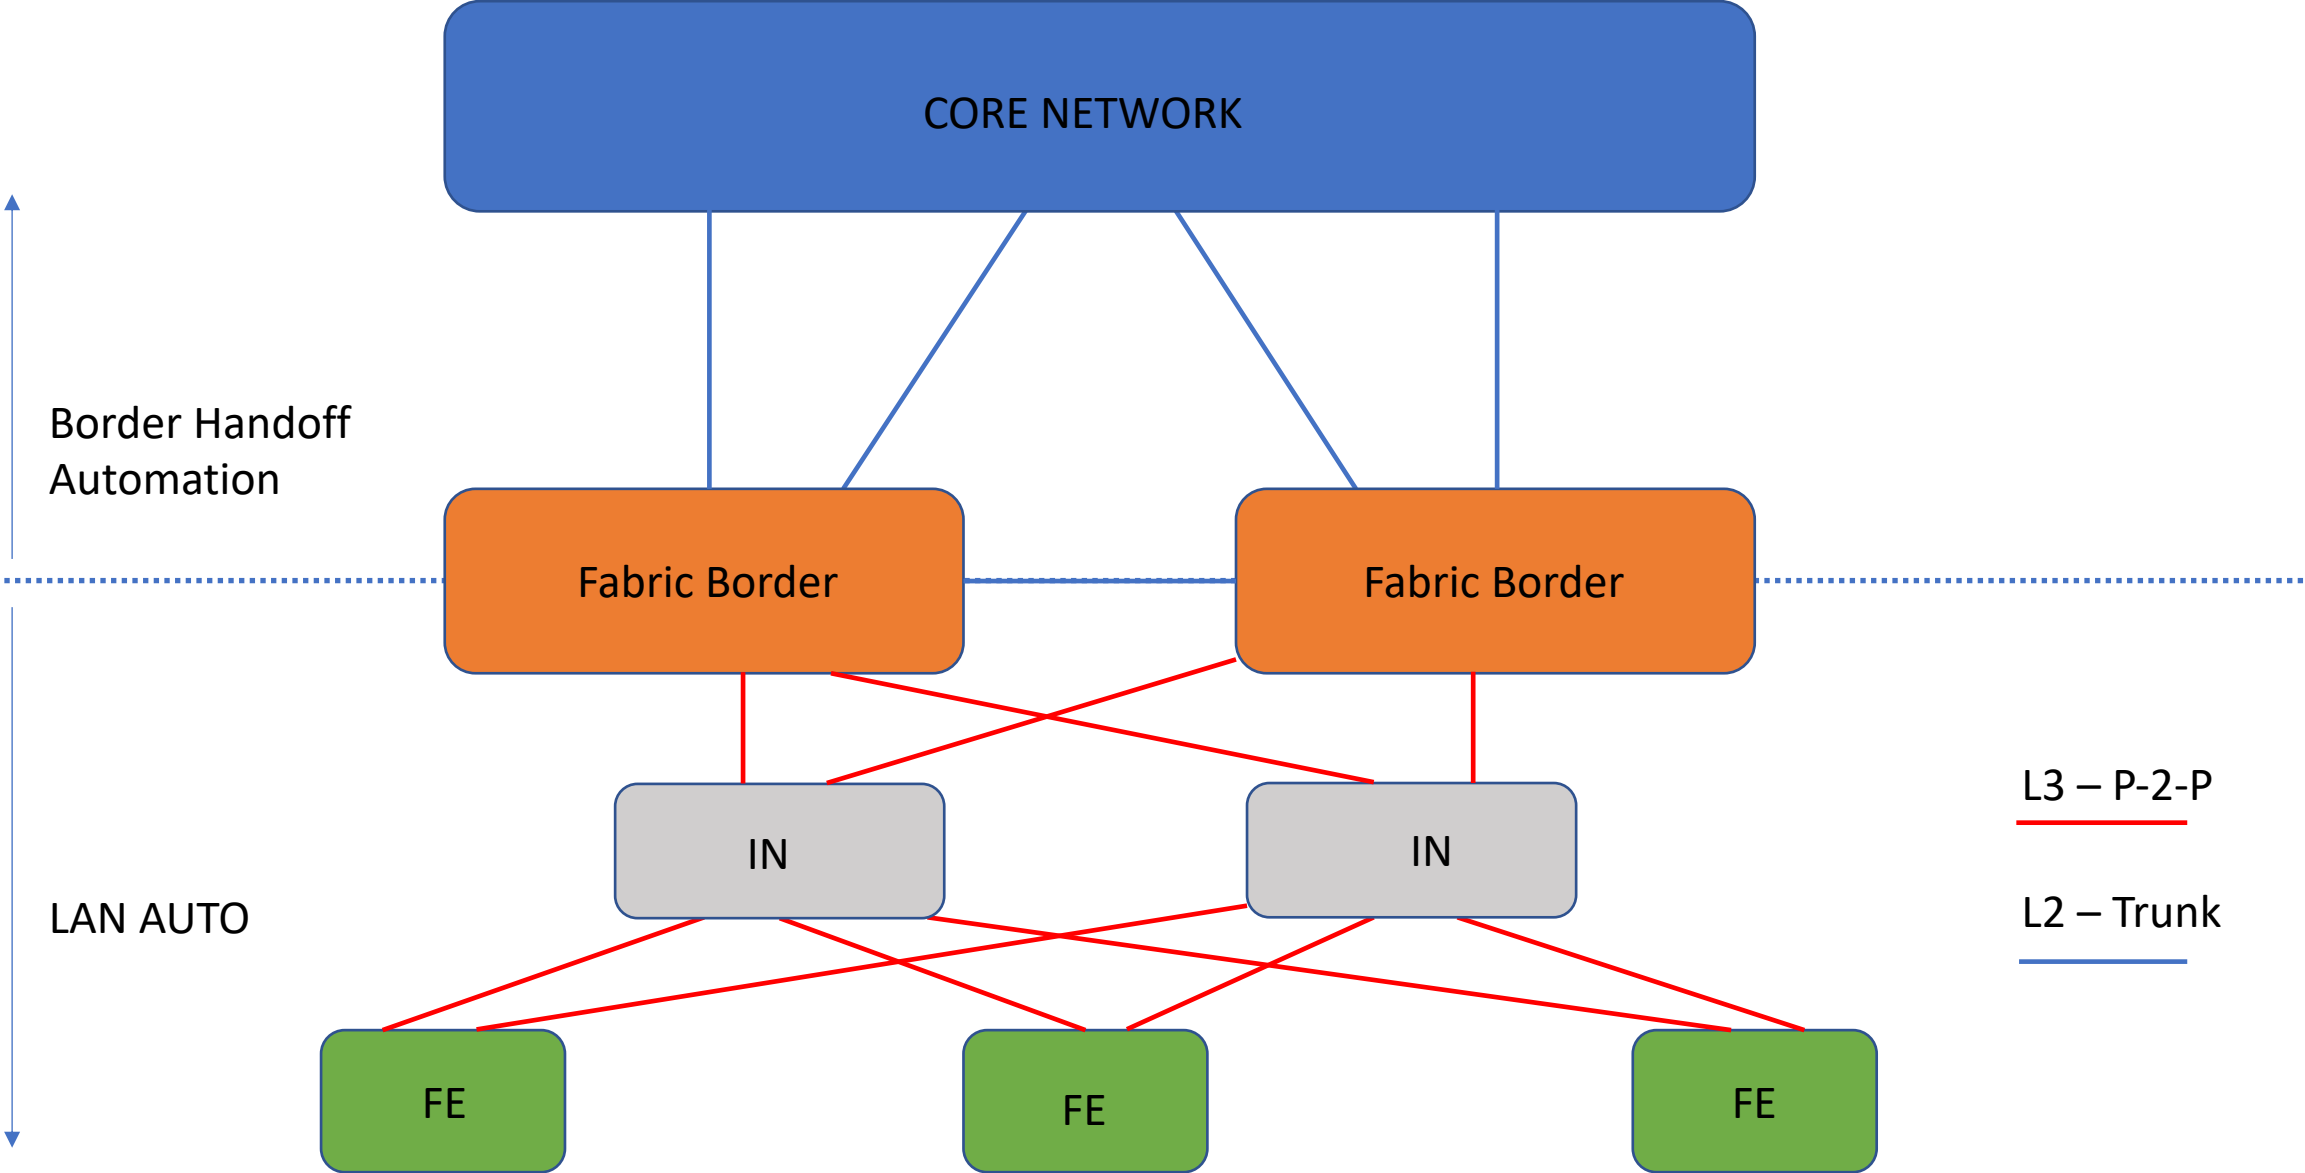 CORE NETWORK
Border Handoff
Automation
Fabric Border
Fabric Border
L3 – P-2-P
IN
IN
LAN AUTO
L2 – Trunk
FE
FE
FE